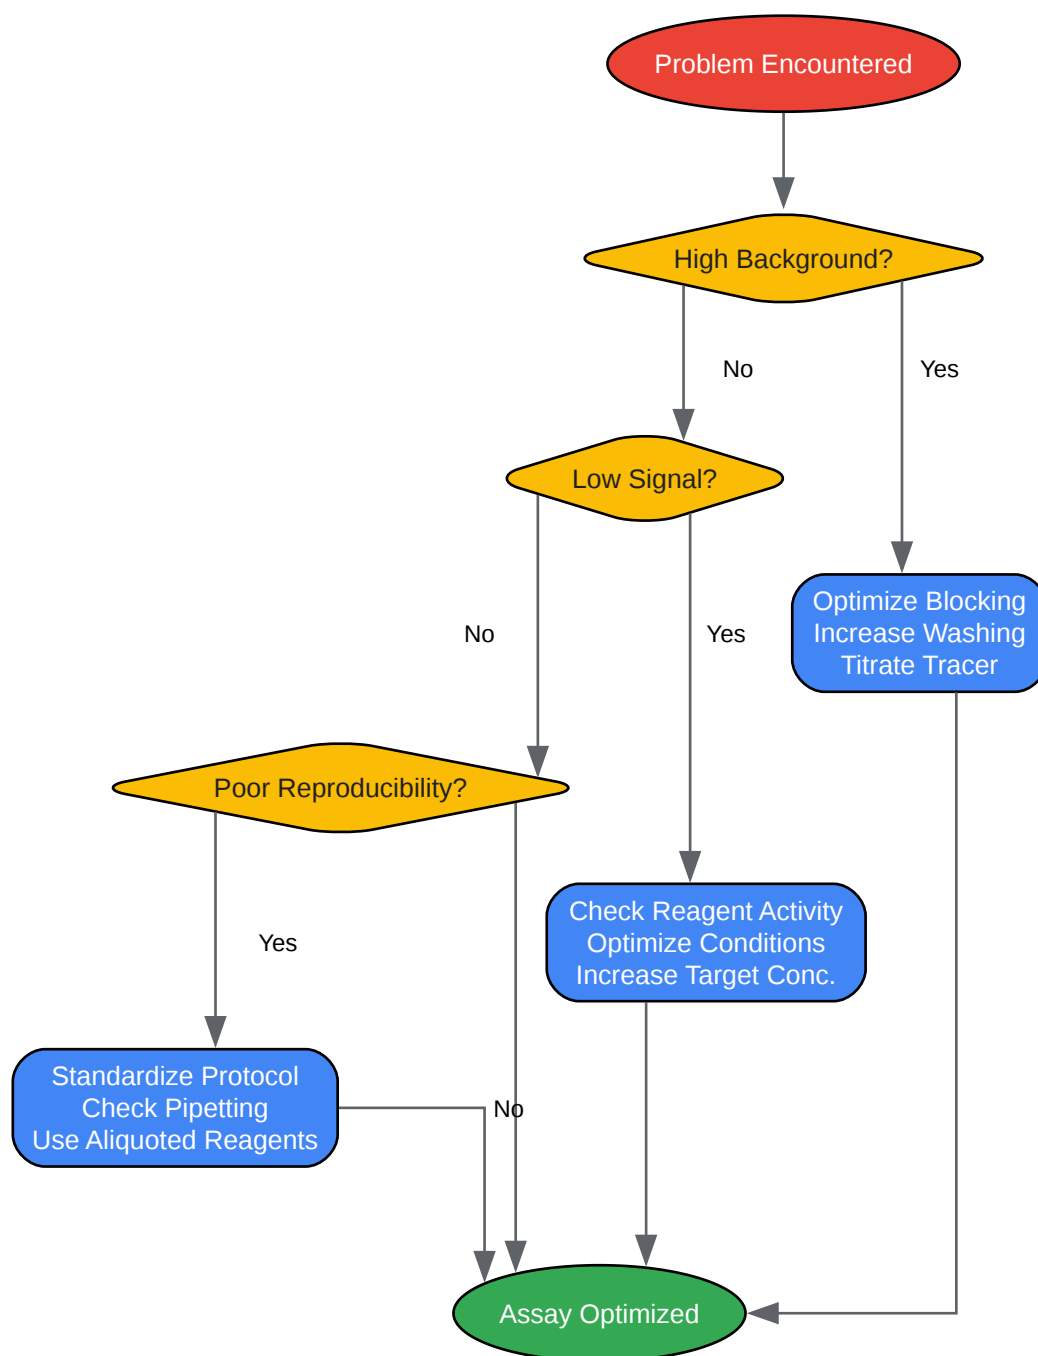 Problem Encountered
High Background?
No
Yes
Low Signal?
Optimize Blocking
Increase Washing
Titrate Tracer
No
Yes
Poor Reproducibility?
Check Reagent Activity
Optimize Conditions
Increase Target Conc.
Yes
Standardize Protocol
Check Pipetting
Use Aliquoted Reagents
No
Assay Optimized